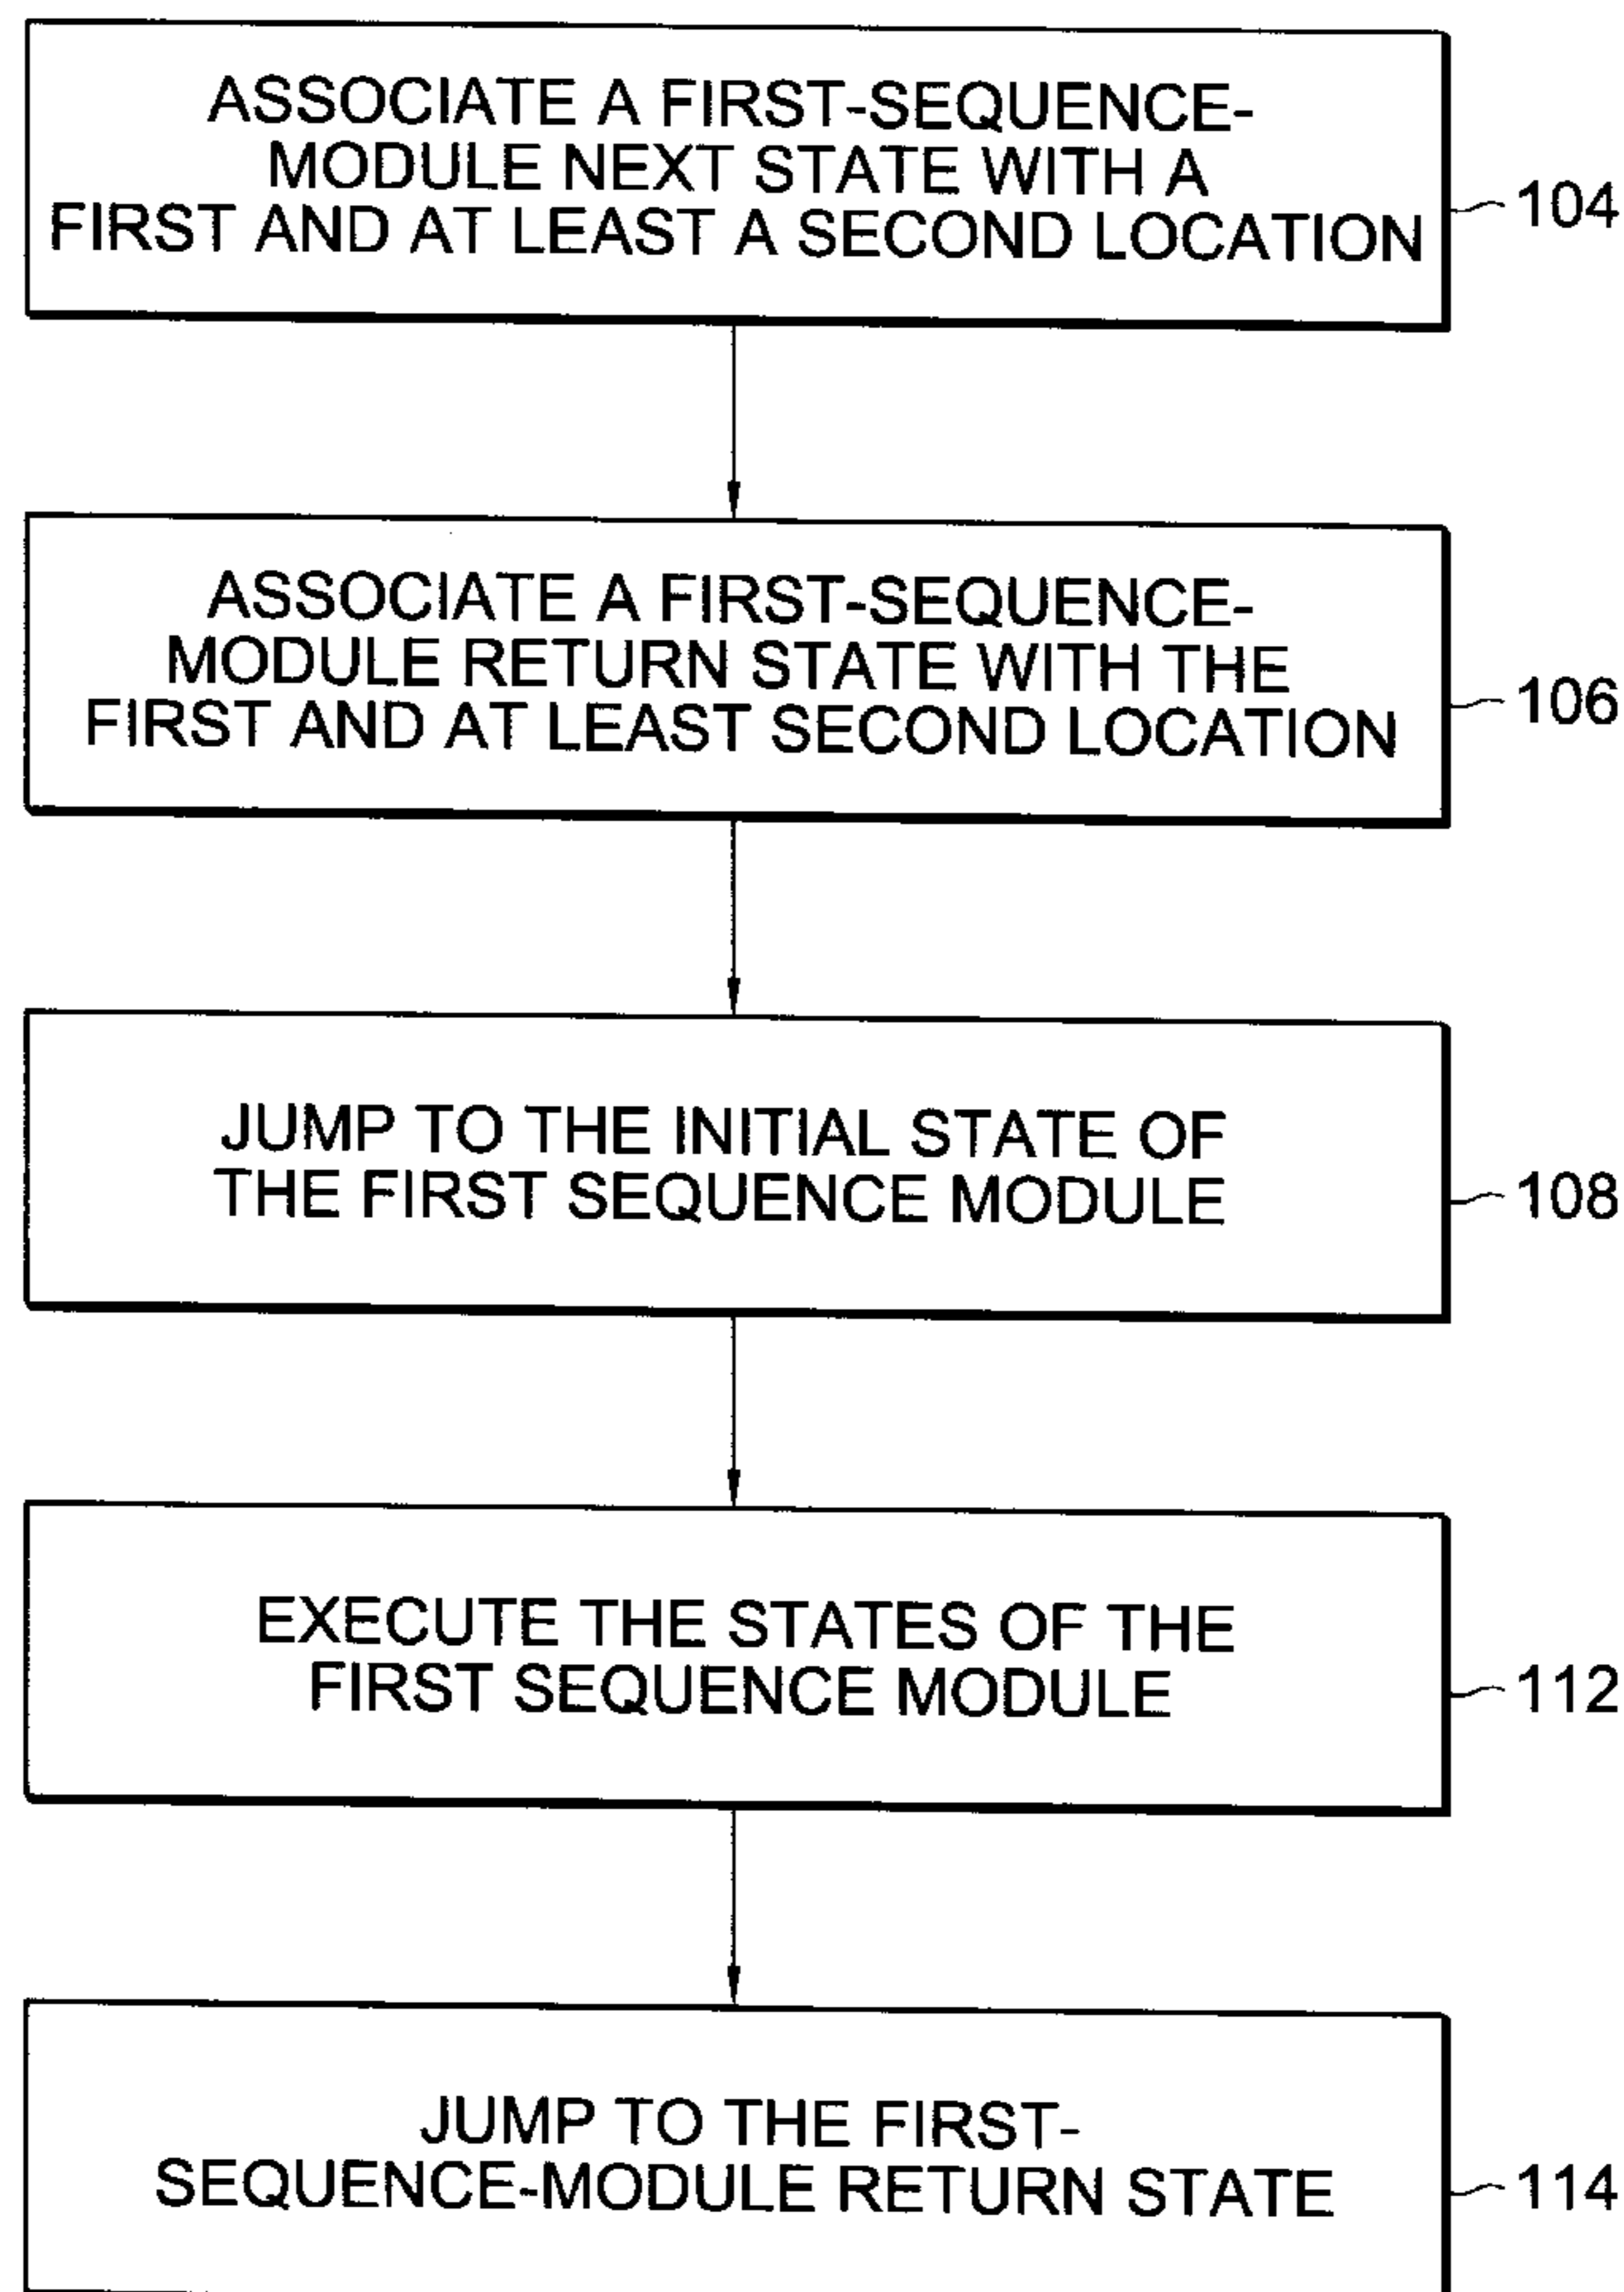 ASSOCIATE A FIRST-SEQUENCE-
MODULE NEXT STATE WITH A
FIRST AND AT LEAST A SECOND LOCATION
104
ASSOCIATE A FIRST-SEQUENCE-
MODULE RETURN STATE WITH THE
FIRST AND AT LEAST SECOND LOCATION
106
JUMP TO THE INITIAL STATE OF
THE FIRST SEQUENCE MODULE
108
EXECUTE THE STATES OF THE
FIRST SEQUENCE MODULE
112
JUMP TO THE FIRST-
SEQUENCE-MODULE RETURN STATE
114